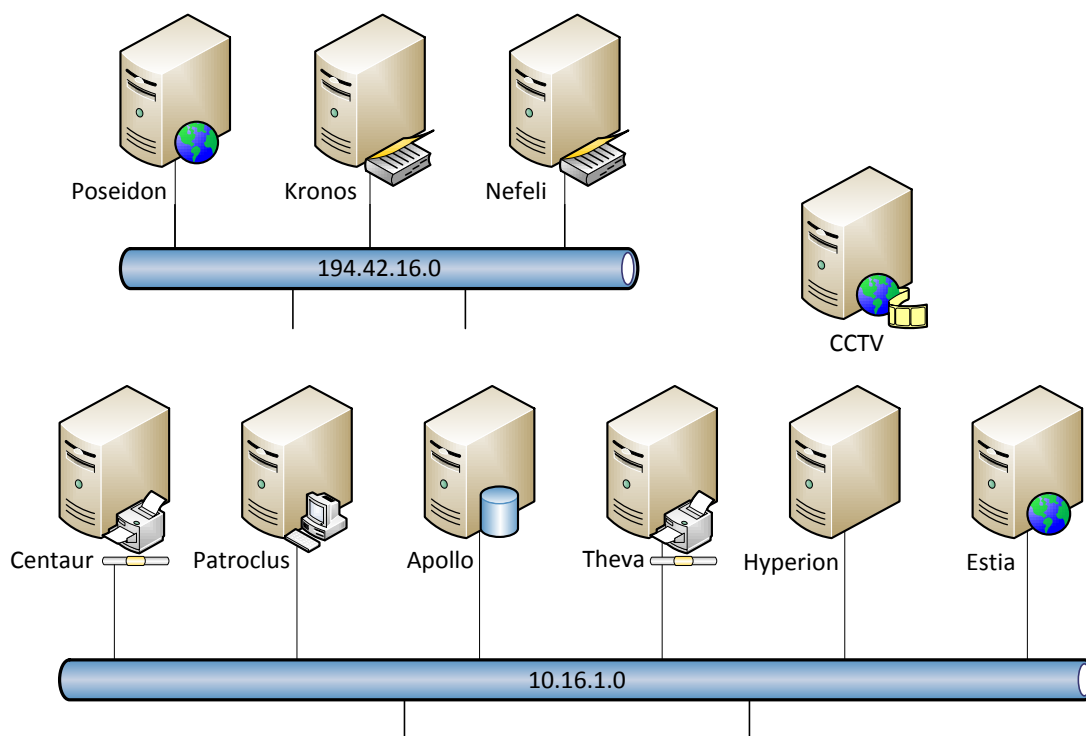 Poseidon
Kronos
Nefeli
194.42.16.0
CCTV
Centaur
Patroclus
Apollo
Theva
Hyperion
Estia
10.16.1.0